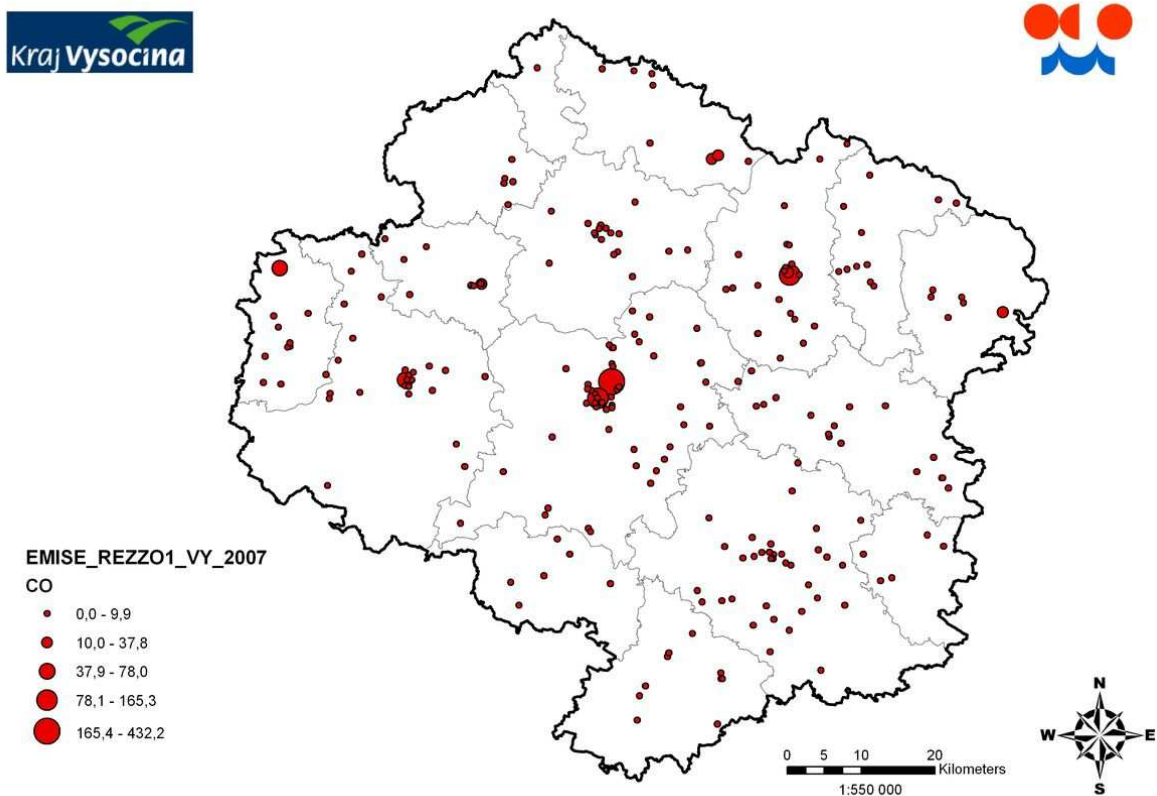 Kraj Vysočina
EMISE_REZZO1_VY_2007
CO
0,0 - 9,9
10,0 - 37,8
37,9 - 78,0
78,1 - 165,3
165,4 - 432,2
N
W E
S
0 5 10 20
Kilometers
1:550 000